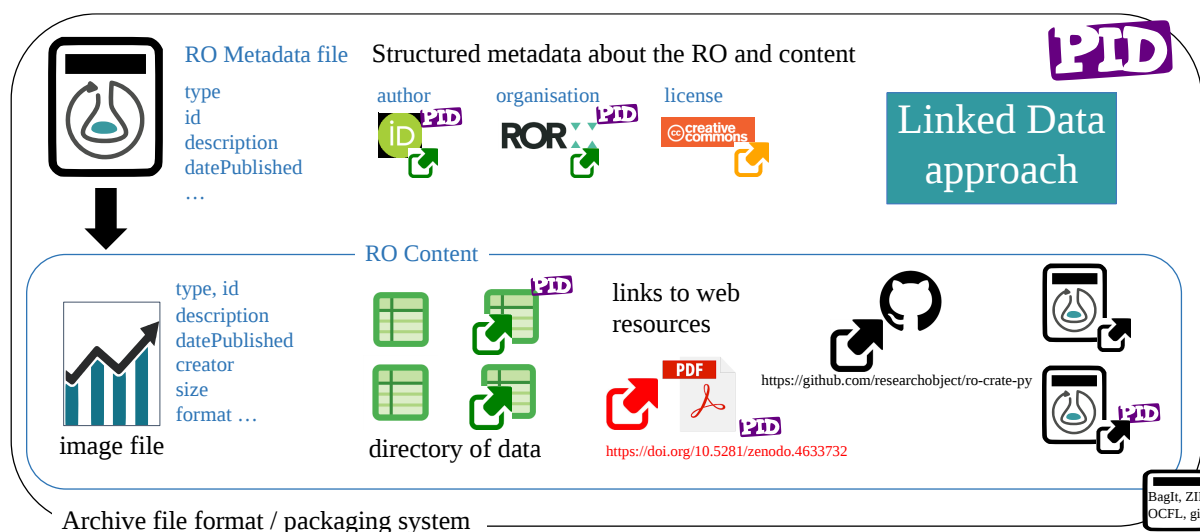 RO Metadata file
type
id
description
datePublished
…
Structured metadata about the RO and content
author
iD
PID
organisation
ROR
PID
license
cc creative commons
PID
Linked Data
approach
RO Content
type, id
description
datePublished
creator
size
format …
image file
PID
directory of data
links to web
resources
PDF
PID
https://doi.org/10.5281/zenodo.4633732
https://github.com/researchobject/ro-crate-py
PID
BagIt,
OCFL,
Archive file format / packaging system